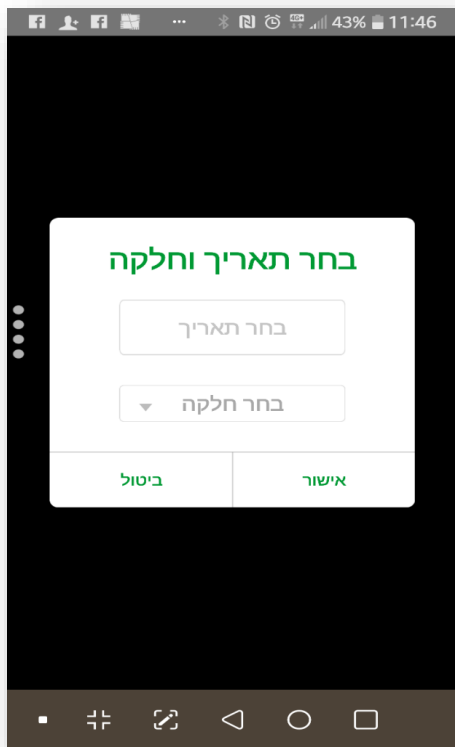 43% 11:46
בחר תאריך וחלקה
בחר תאריך
בחר חלקה
אישור
ביטול